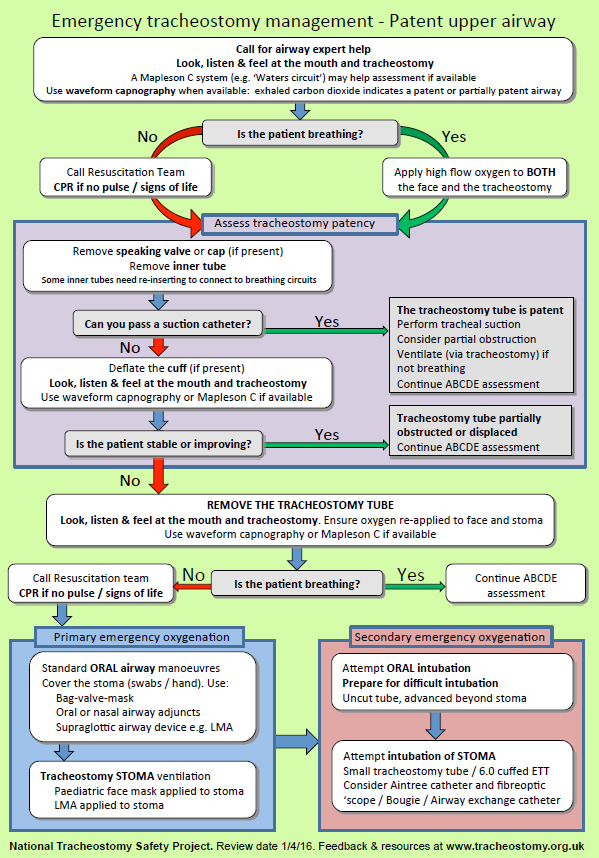 Emergency tracheostomy management - Patent upper airway
Call for airway expert help
Look, listen & feel at the mouth and tracheostomy
A Mapleson C system (e.g. ‘Waters circuit’) may help assessment if available
Use waveform capnography when available: exhaled carbon dioxide indicates a patent or partially patent airway
No
Is the patient breathing?
Yes
Call Resuscitation Team
CPR if no pulse / signs of life
Apply high flow oxygen to BOTH
the face and the tracheostomy
Assess tracheostomy patency
Remove speaking valve or cap (if present)
Remove inner tube
Some inner tubes need re-inserting to connect to breathing circuits
Can you pass a suction catheter?
Yes
The tracheostomy tube is patent
Perform tracheal suction
Consider partial obstruction
Ventilate (via tracheostomy) if
not breathing
Continue ABCDE assessment
No
Deflate the cuff (if present)
Look, listen & feel at the mouth and tracheostomy
Use waveform capnography or Mapleson C if available
Is the patient stable or improving?
Yes
Tracheostomy tube partially
obstructed or displaced
Continue ABCDE assessment
No
REMOVE THE TRACHEOSTOMY TUBE
Look, listen & feel at the mouth and tracheostomy. Ensure oxygen re-applied to face and stoma
Use waveform capnography or Mapleson C if available
Call Resuscitation team
CPR if no pulse / signs of life
No
Is the patient breathing?
Yes
Continue ABCDE
assessment
Primary emergency oxygenation
Standard ORAL airway manoeuvres
Cover the stoma (swabs / hand). Use:
Bag-valve-mask
Oral or nasal airway adjuncts
Supraglottic airway device e.g. LMA
Tracheostomy STOMA ventilation
Paediatric face mask applied to stoma
LMA applied to stoma
Secondary emergency oxygenation
Attempt ORAL intubation
Prepare for difficult intubation
Uncut tube, advanced beyond stoma
Attempt intubation of STOMA
Small tracheostomy tube / 6.0 cuffed ETT
Consider Aintree catheter and fibreoptic
‘scope / Bougie / Airway exchange catheter
National Tracheostomy Safety Project. Review date 1/4/16. Feedback & resources at www.tracheostomy.org.uk